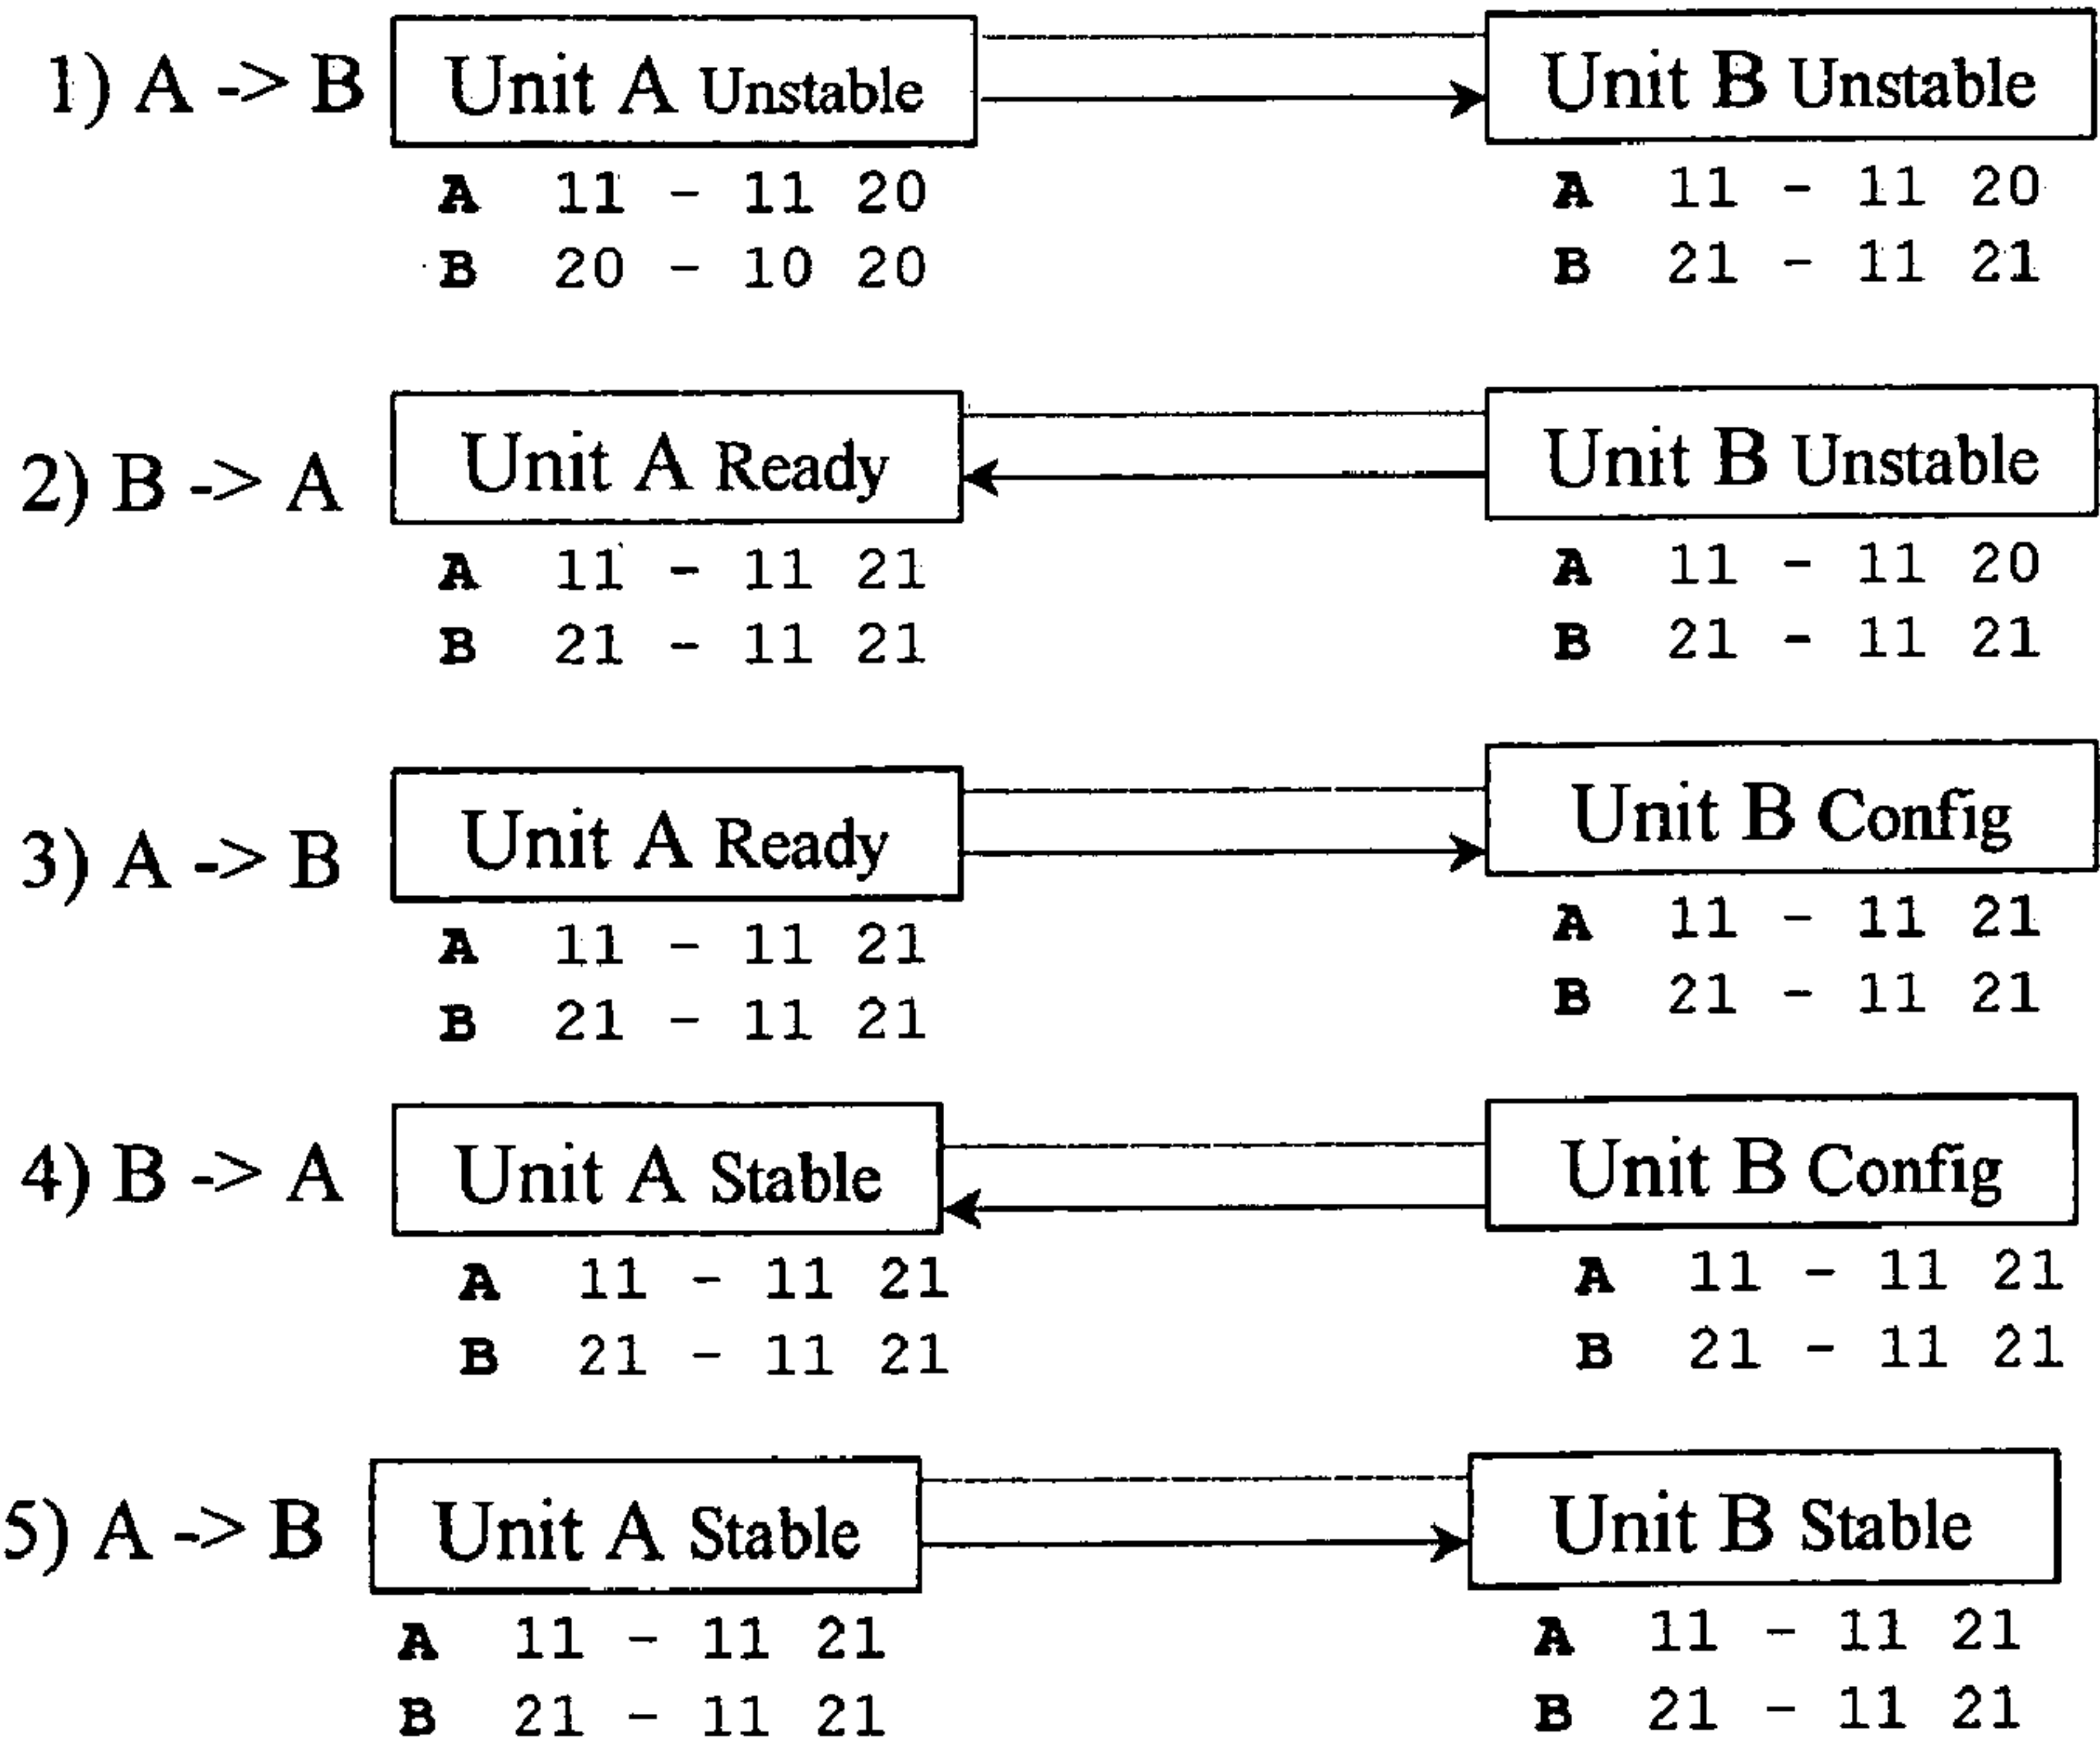 1) A -> B Unit A Unstable Unit B Unstable
A 11 - 11 20 A 11 - 11 20
B 20 - 10 20 B 21 - 11 21
2) B -> A Unit A Ready Unit B Unstable
A 11 - 11 21 A 11 - 11 20
B 21 - 11 21 B 21 - 11 21
3) A -> B Unit A Ready Unit B Config
A 11 - 11 21 A 11 - 11 21
B 21 - 11 21 B 21 - 11 21
4) B -> A Unit A Stable Unit B Config
A 11 - 11 21 A 11 - 11 21
B 21 - 11 21 B 21 - 11 21
5) A -> B Unit A Stable Unit B Stable
A 11 - 11 21 A 11 - 11 21
B 21 - 11 21 B 21 - 11 21